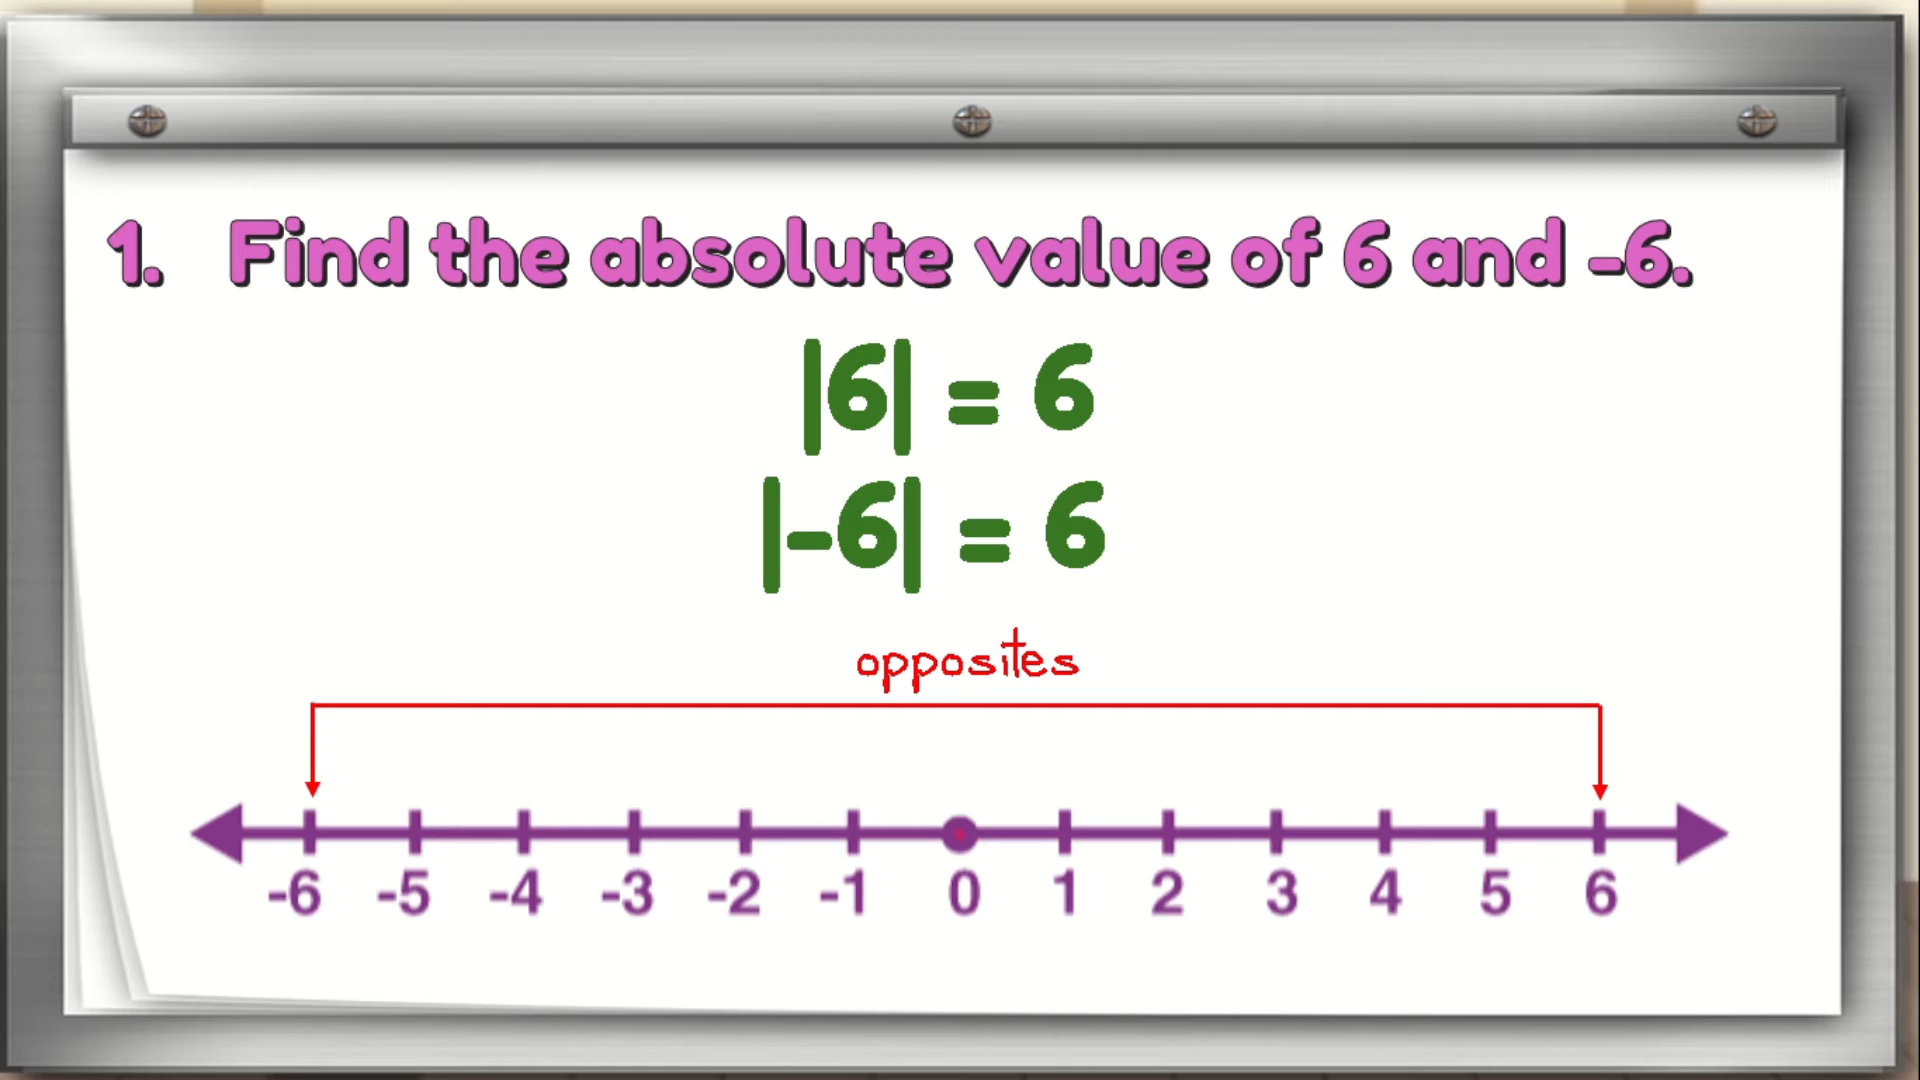 1. Find the absolute value of 6 and -6.
|6| = 6
|-6| = 6
opposites
-6 -5 -4 -3 -2 -1 0 1 2 3 4 5 6